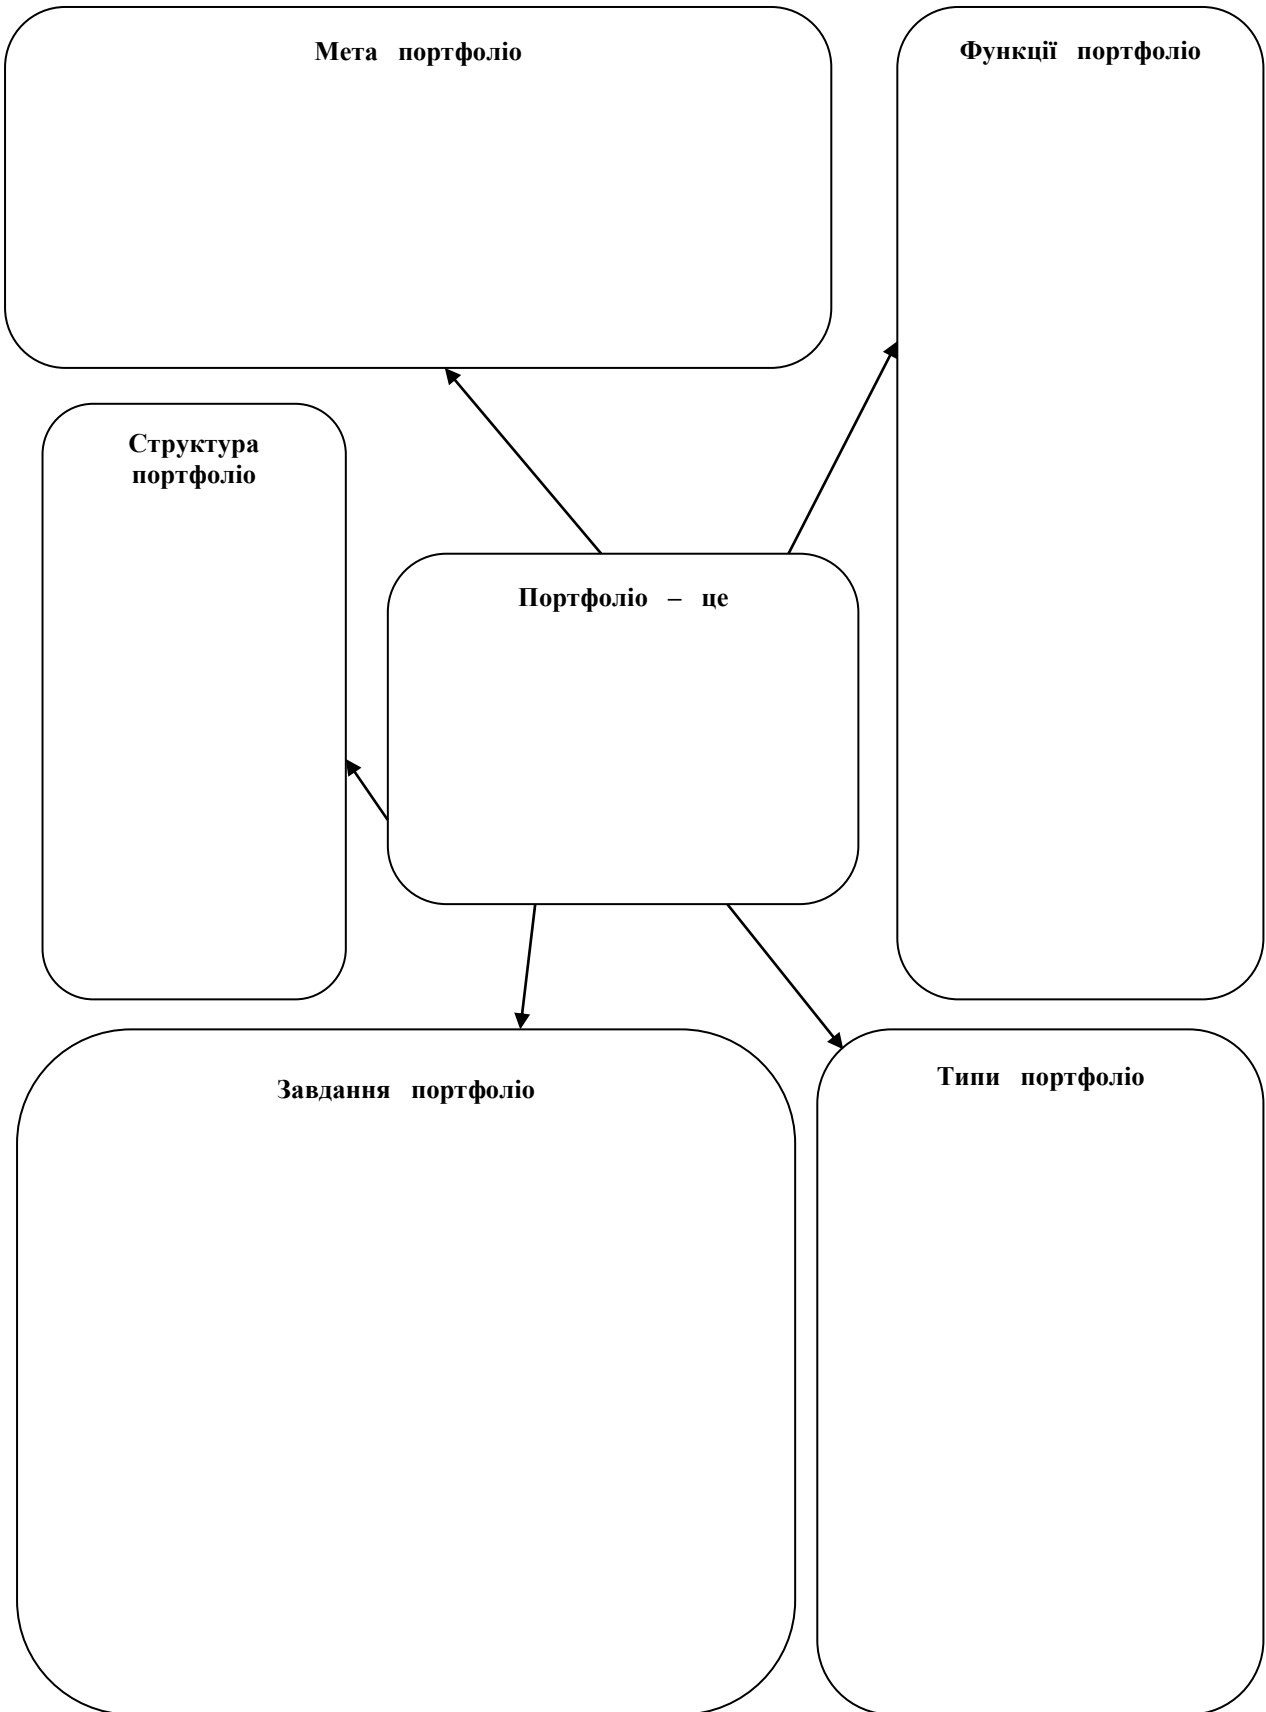 Мета портфоліо
Функції портфоліо
Структура
портфоліо
Портфоліо – це
Завдання портфоліо
Типи портфоліо